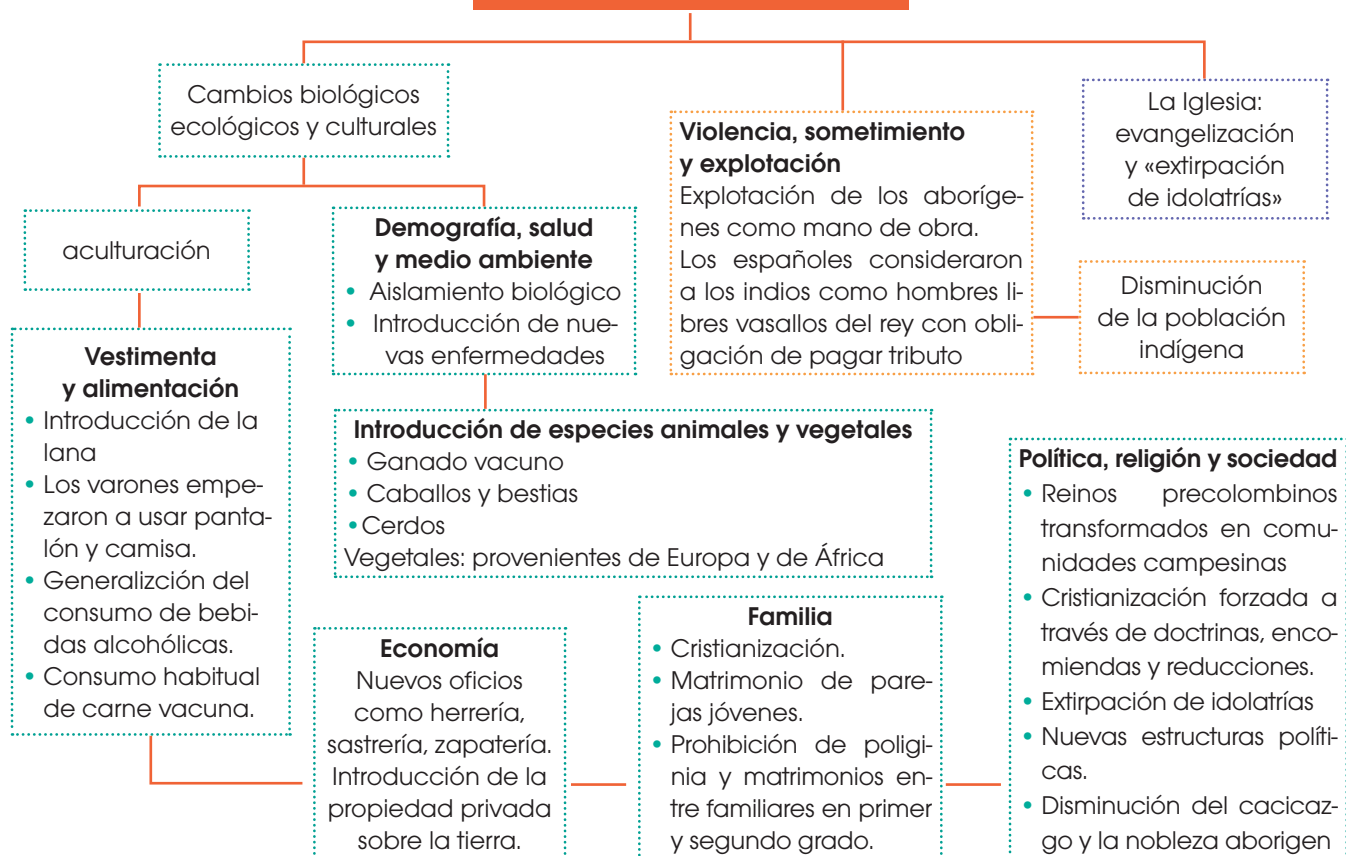 Cambios biológicos
ecológicos y culturales
aculturación
Vestimenta
y alimentación
• Introducción de la
lana
• Los varones empe-
zaron a usar panta-
lón y camisa.
• Generalizción del
consumo de bebi-
das alcohólicas.
• Consumo habitual
de carne vacuna.
Demografía, salud
y medio ambiente
• Aislamiento biológico
• Introducción de nue-
vas enfermedades
Introducción de especies animales y vegetales
• Ganado vacuno
• Caballos y bestias
• Cerdos
Vegetales: provenientes de Europa y de África
Economía
Nuevos oficios
como herrería,
sastrería, zapatería.
Introducción de la
propiedad privada
sobre la tierra.
Familia
• Cristianización.
• Matrimonio de pare-
jas jóvenes.
• Prohibición de poligi-
nia y matrimonios en-
tre familiares en primer
y segundo grado.
Política, religión y sociedad
• Reinos precolombinos
transformados en comu-
nidades campesinas
• Cristianización forzada a
través de doctrinas, enco-
miendas y reducciones.
• Extirpación de idolatrías
• Nuevas estructuras políti-
cas.
• Disminución del cacicaz-
go y la nobleza aborigen
Violencia, sometimiento
y explotación
Explotación de los aboríge-
nes como mano de obra.
Los españoles consideraron
a los indios como hombres li-
bres vasallos del rey con obli-
gación de pagar tributo
Disminución
de la población
indígena
La Iglesia:
evangelización
y «extirpación
de idolatrías»